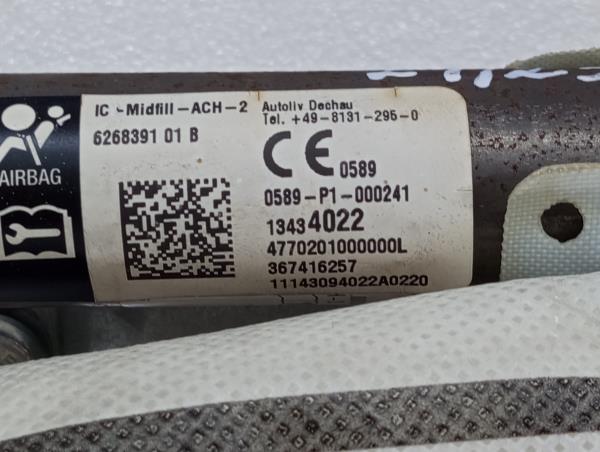 IC -Midfill-ACH-2
6268391 01 B
Autoliv Dachau
Tel. +49-8131-295-0
CE 0589
0589-P1-000241
13434022
4770201000000L
367416257
11143094022A0220
AIRBAG